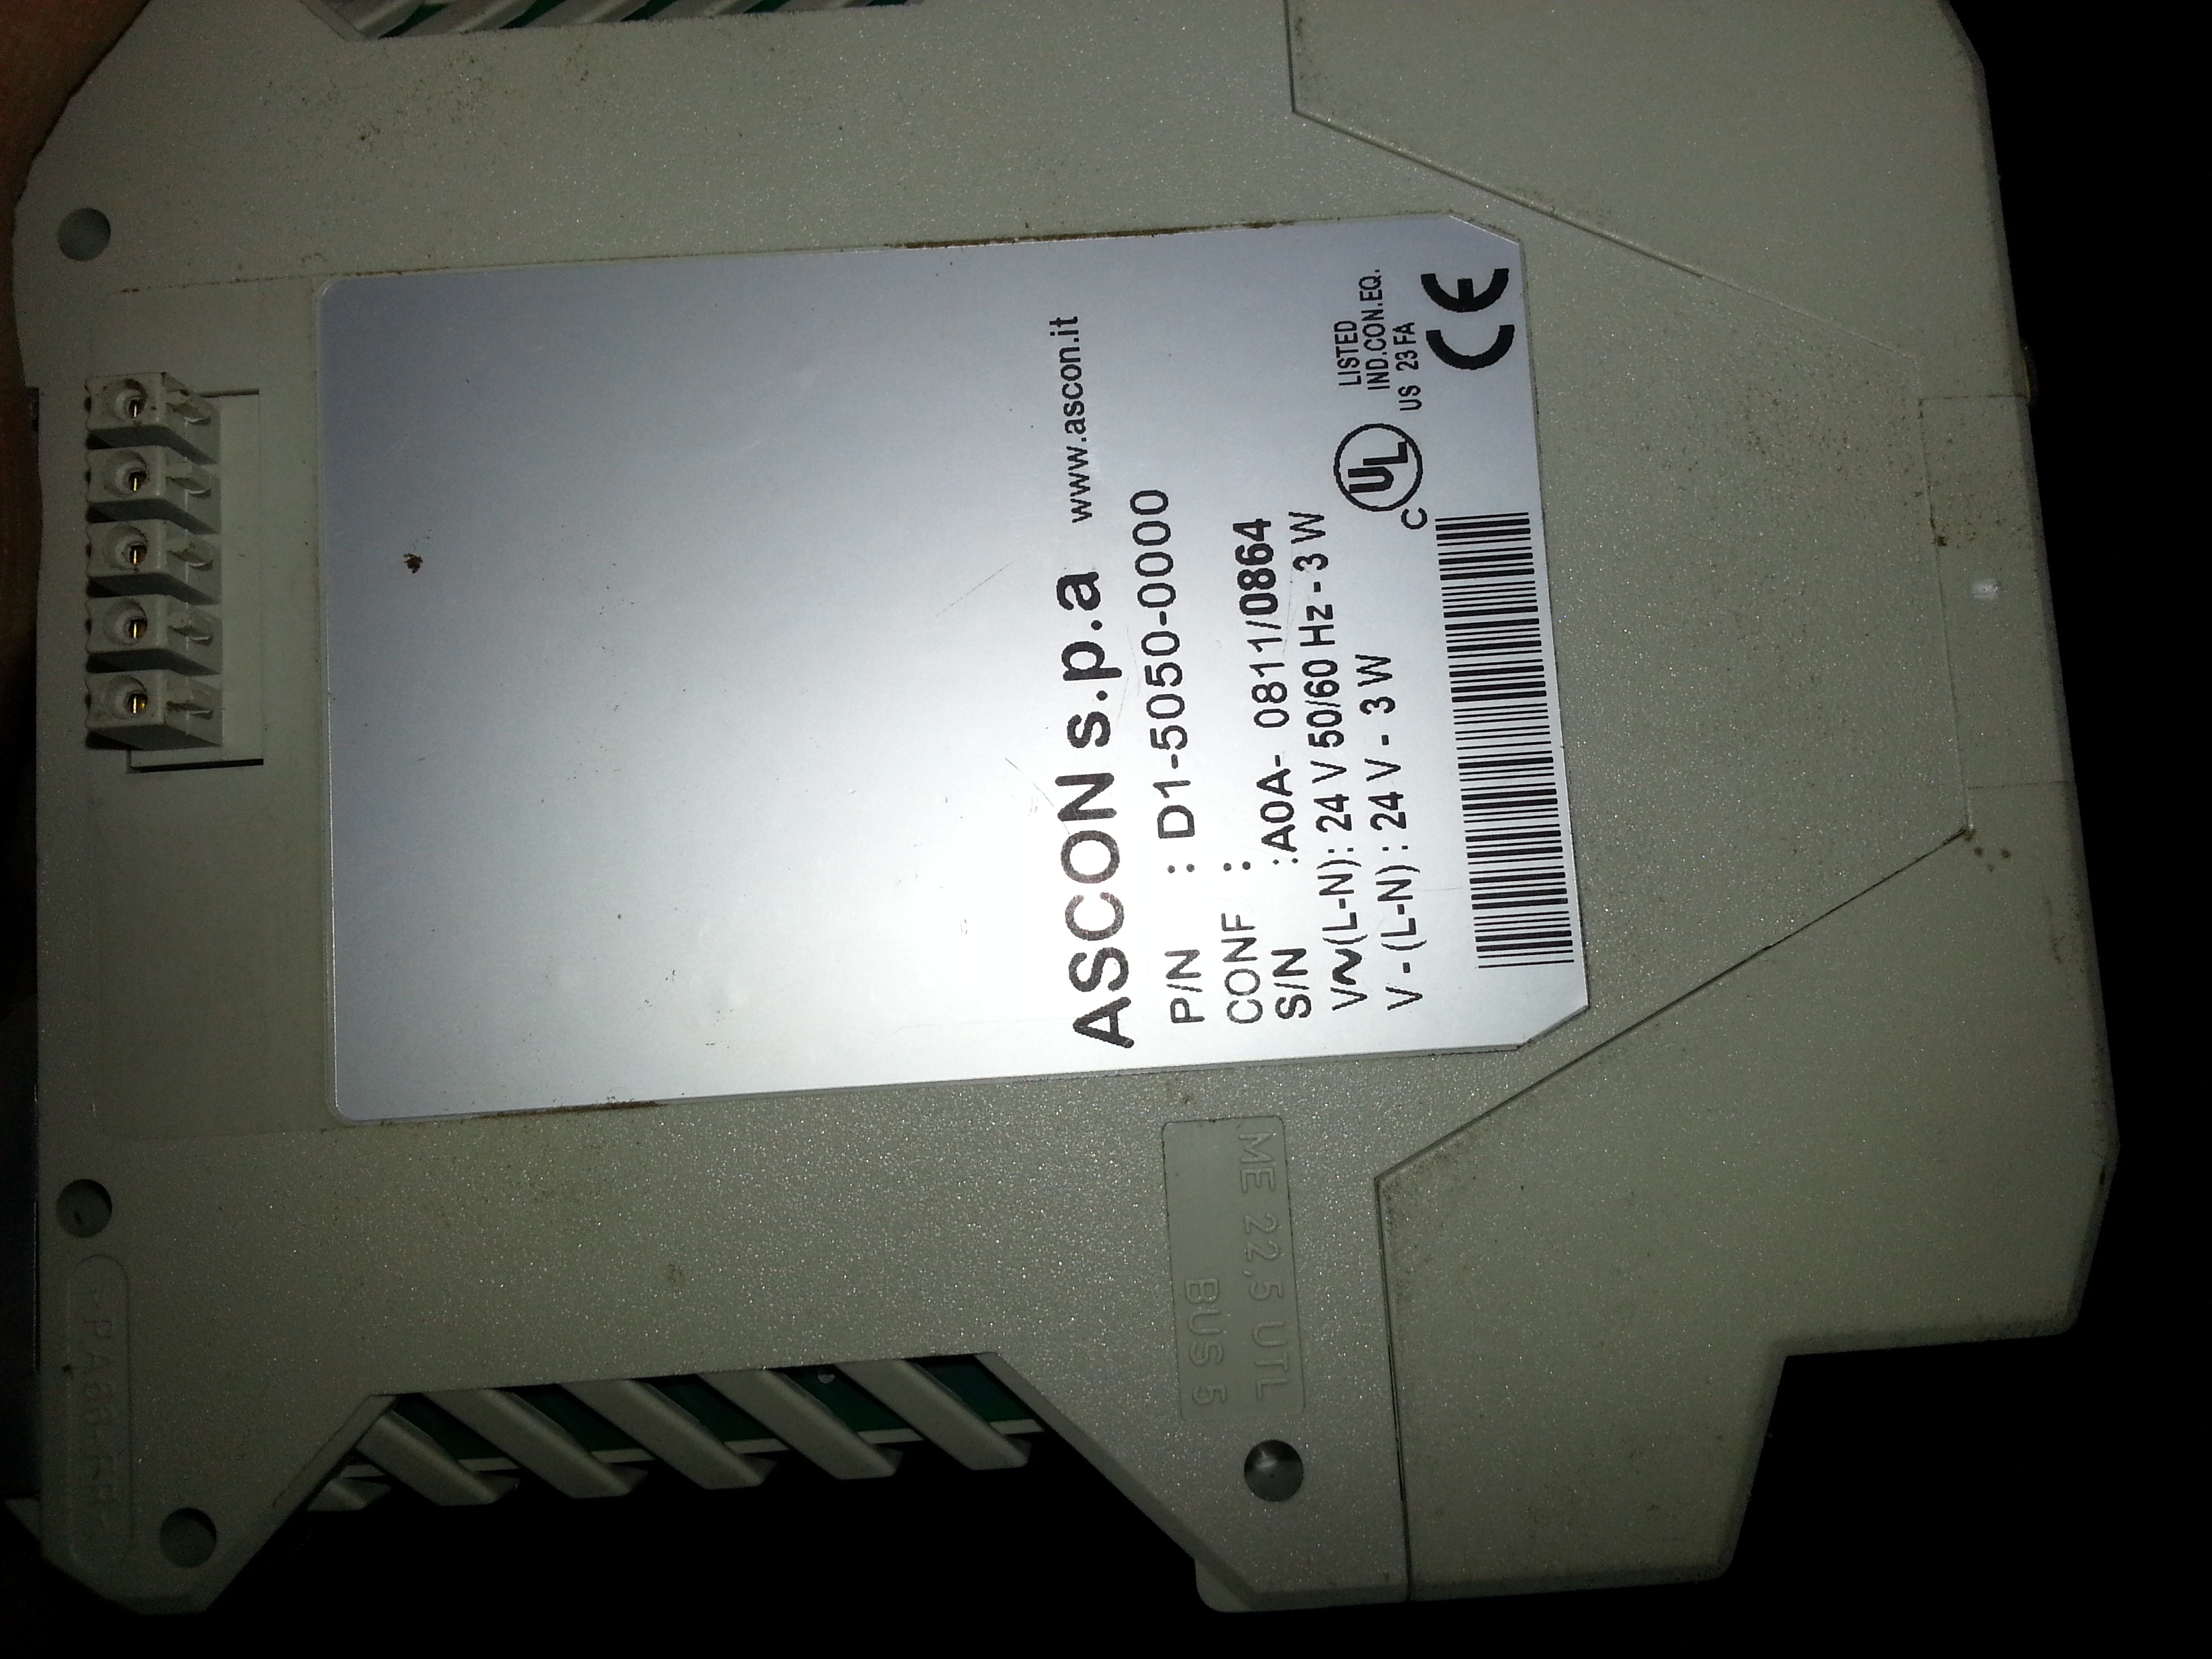 ASCON s.p.a www.ascon.it
P/N : D1-5050-0000
CONF :
S/N :A0A- 0811/0864
V~(L-N): 24 V 50/60 Hz - 3 W
V - (L-N) : 24 V - 3 W
C UL US LISTED
IND.CON.EQ.
23 FA
CE
ME 22,5 UTL
BUS 5